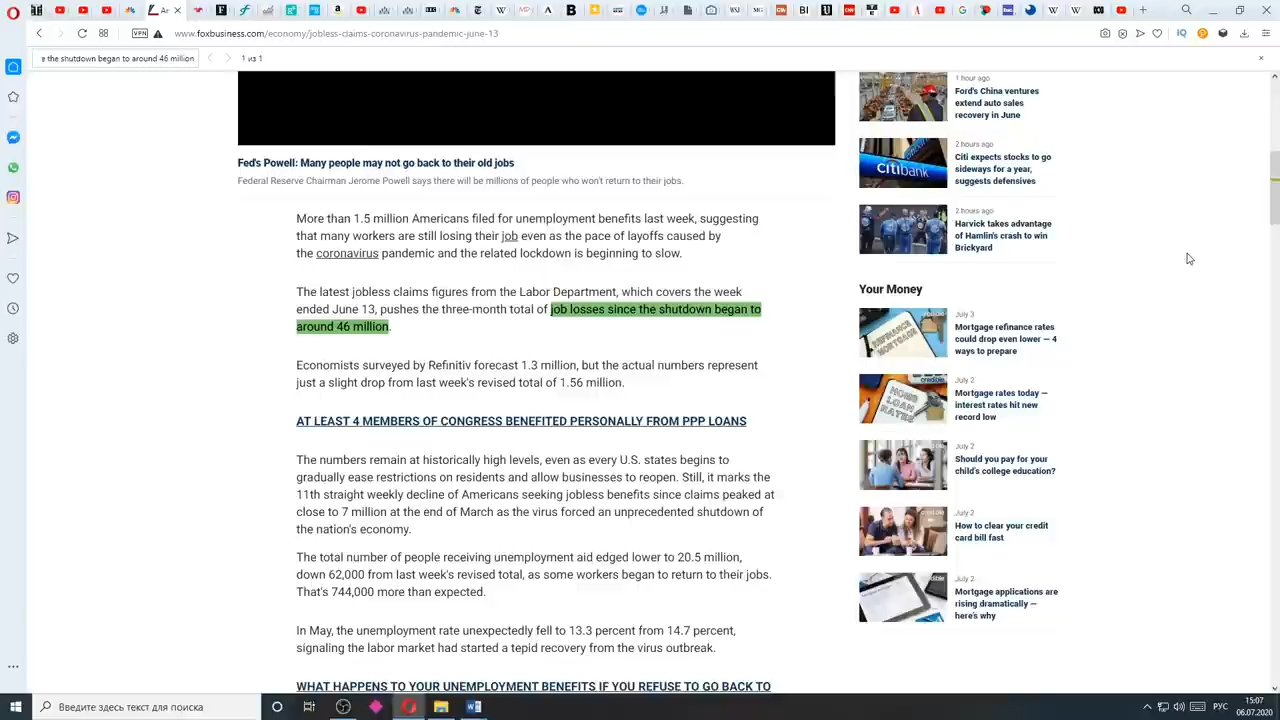 VPN
www.foxbusiness.com/economy/jobless-claims-coronavirus-pandemic-june-13
e the shutdown began to around 46 million
1 из 1
Fed's Powell: Many people may not go back to their old jobs
Federal Reserve Chairman Jerome Powell says there will be millions of people who won't return to their jobs.
More than 1.5 million Americans filed for unemployment benefits last week, suggesting
that workers are still losing their job even as the pace of layoffs caused by
the coronavirus pandemic and the related lockdown is beginning to slow.
The latest jobless claims figures from the Labor Department, which covers the week
ended June 13, pushes the three-month total of job losses since the shutdown began to
around 46 million.
Economists surveyed by Refinitiv forecast 1.3 million, but the actual numbers represent
just a slight drop from last week's revised total of 1.56 million.
AT LEAST 4 MEMBERS OF CONGRESS BENEFITED PERSONALLY FROM PPP LOANS
The numbers remain at historically high levels, even as every U.S. states begins to
gradually ease restrictions on residents and allow businesses to reopen. Still, it marks the
11th straight weekly decline of Americans seeking jobless benefits since claims peaked at
close to 7 million at the end of March as the virus forced an unprecedented shutdown of
the nation's economy.
The total number of people receiving unemployment aid edged lower to 20.5 million,
down 62,000 from last week's revised total, as some workers began to return to their jobs.
That's 744,000 more than expected.
In May, the unemployment rate unexpectedly fell to 13.3 percent from 14.7 percent,
signaling the labor market had started a tepid recovery from the virus outbreak.
WHAT HAPPENS TO YOUR UNEMPLOYMENT BENEFITS IF YOU REFUSE TO GO BACK TO
1 hour ago
Ford's China ventures
extend auto sales
recovery in June
citibank
2 hours ago
Citi expects stocks to go
sideways for a year,
suggests defensives
2 hours ago
Harvick takes advantage
of Hamlin's crash to win
Brickyard
Your Money
REFINANCE
MORTGAGE
July 3
Mortgage refinance rates
could drop even lower — 4
ways to prepare
credible
HOME
LOAN
RATES
July 2
Mortgage rates today —
interest rates hit new
record low
July 2
Should you pay for your
child's college education?
July 2
How to clear your credit
card bill fast
July 2
Mortgage applications are
rising dramatically —
here's why
Введите здесь текст для поиска
РУС
15:07
06.07.2020